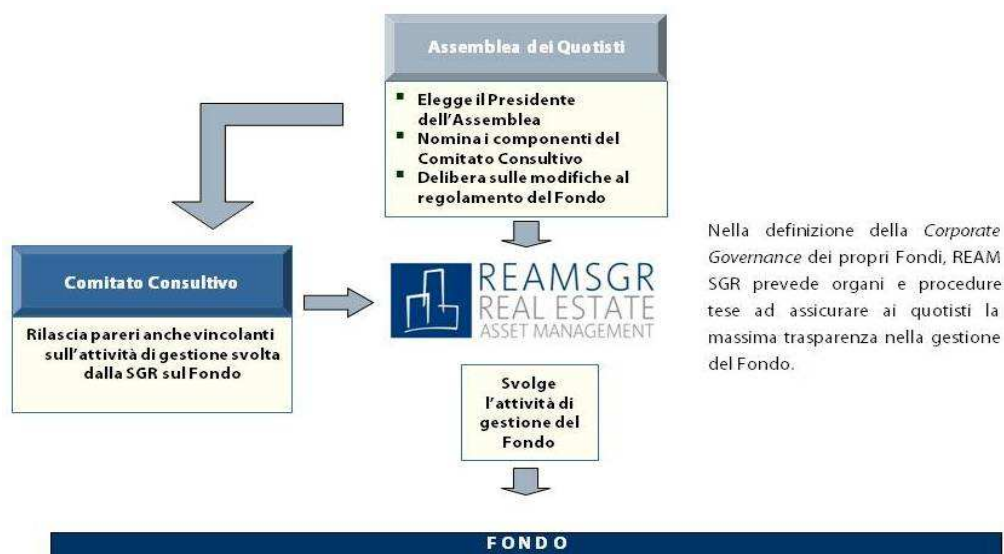 Assemblea dei Quotisti
▪ Elegge il Presidente
dell'Assemblea
▪ Nomina i componenti del
Comitato Consultivo
▪ Delibera sulle modifiche al
regolamento del Fondo
Comitato Consultivo
Rilascia pareri anche vincolanti
sull'attività di gestione svolta
dalla SGR sul Fondo
REAMSGR
REAL ESTATE
ASSET MANAGEMENT
Svolge
l'attività di
gestione del
Fondo
Nella definizione della Corporate
Governance dei propri Fondi, REAM
SGR prevede organi e procedure
tese ad assicurare ai quotisti la
massima trasparenza nella gestione
del Fondo.
FONDO